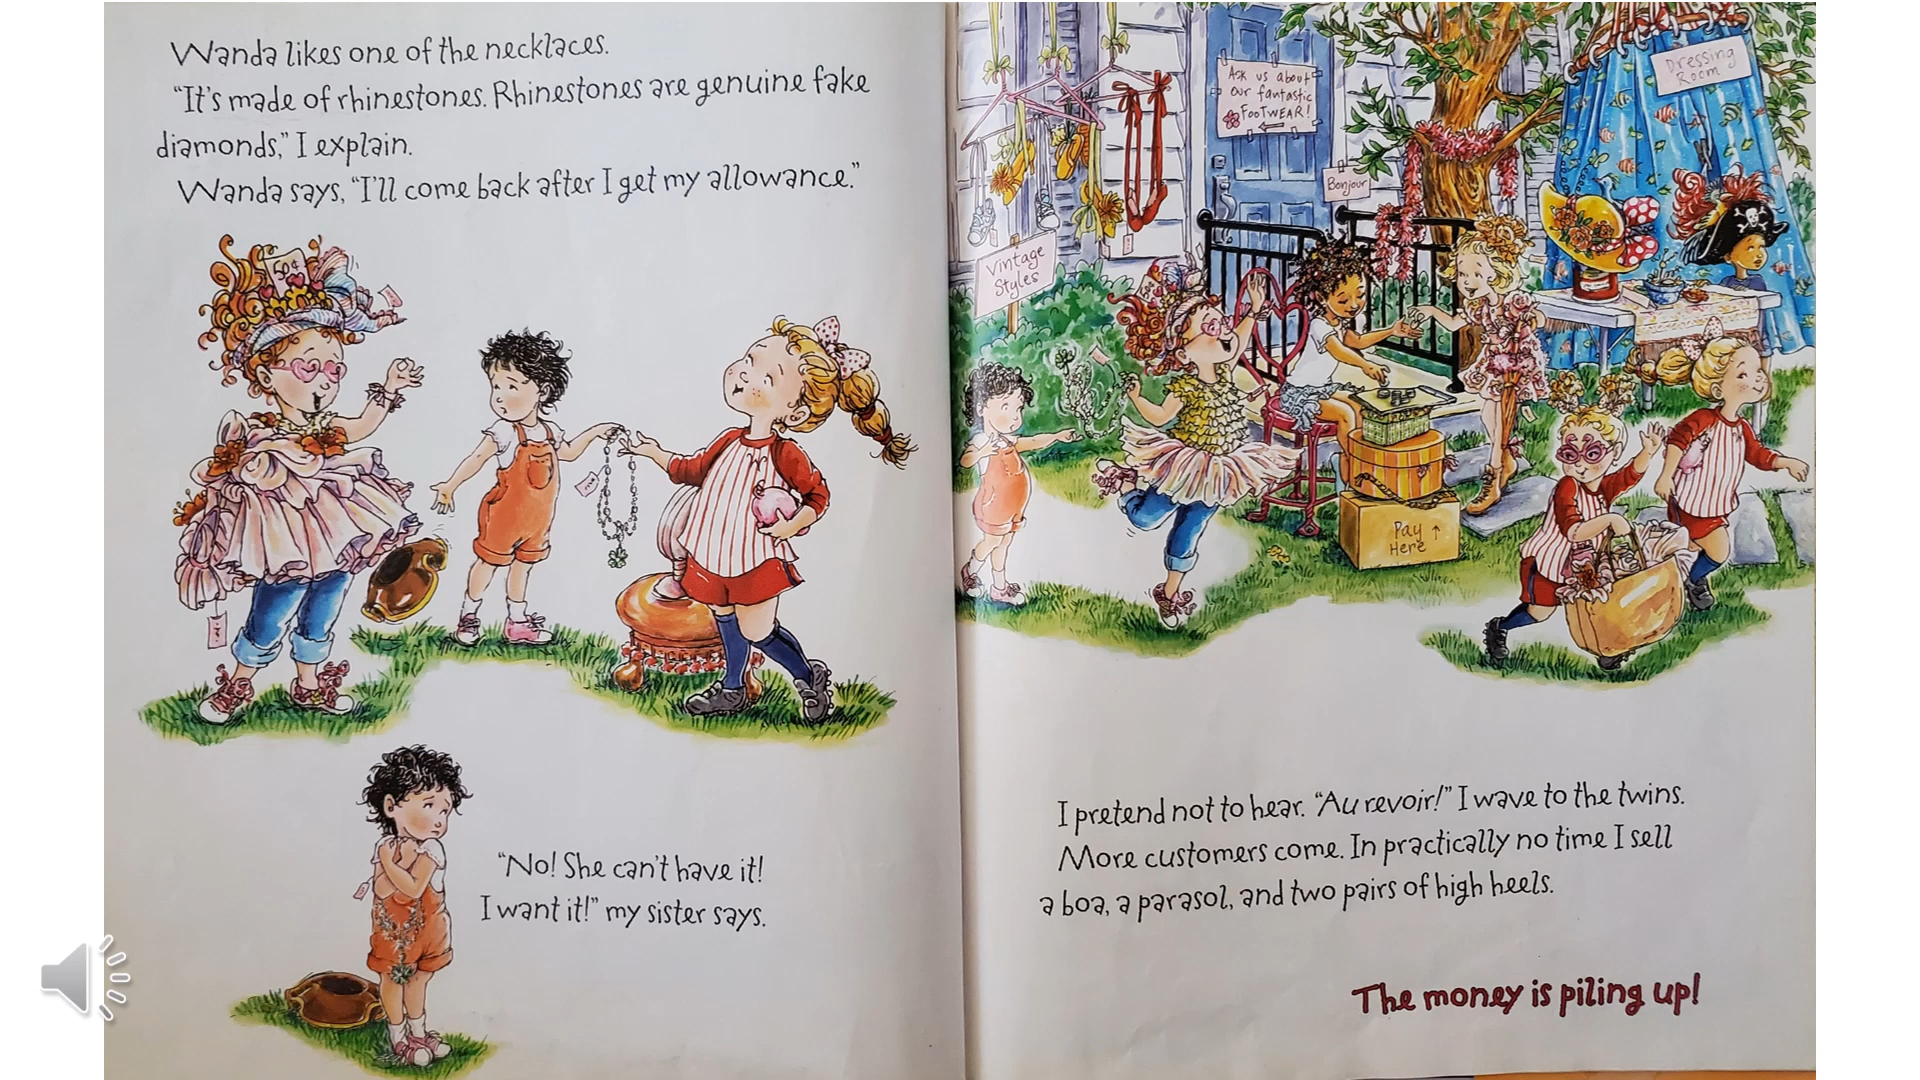 Wanda likes one of the necklaces.
“It’s made of rhinestones. Rhinestones are genuine fake
diamonds,” I explain.
Wanda says, “I’ll come back after I get my allowance.”
50¢
“No! She can’t have it!
I want it!” my sister says.
Ask us about
our fantastic
FOOTWEAR!
Dressing
Room
Bonjour
Vintage
Styles
Pay
Here
I pretend not to hear. “Au revoir!” I wave to the twins.
More customers come. In practically no time I sell
a boa, a parasol, and two pairs of high heels.
The money is piling up!